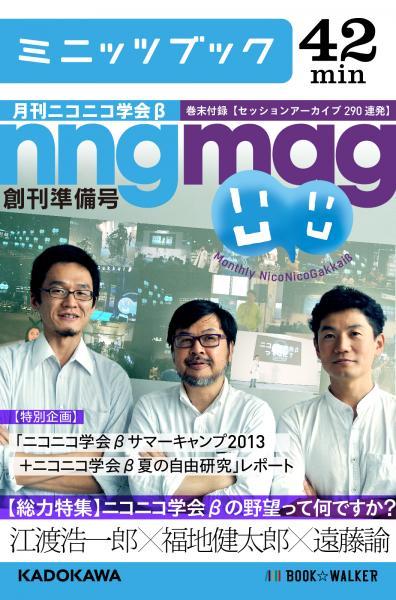 ミニッツブック
42
min
月刊ニコニコ学会β
巻末付録【セッションアーカイブ290連発】
nngmag
創刊準備号
Monthly NicoNicoGakkaiß
【特別企画】
「ニコニコ学会βサマーキャンプ2013
＋ニコニコ学会β夏の自由研究」レポート
【総力特集】ニコニコ学会βの野望って何ですか?
江渡浩一郎×福地健太郎×遠藤諭
KADOKAWA
BOOK☆WALKER